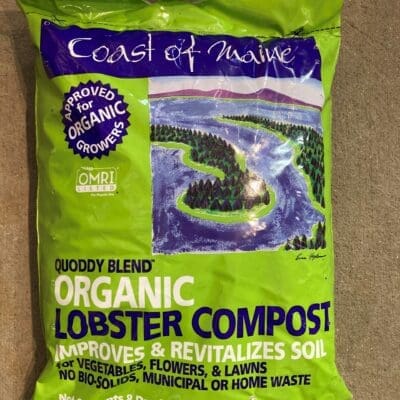 Coast of Maine
APPROVED
for
ORGANIC
GROWERS
OMRI
LISTED
QUODDY BLEND
ORGANIC
LOBSTER COMPOST
IMPROVES & REVITALIZES SOIL
for VEGETABLES, FLOWERS, & LAWNS
NO BIO-SOLIDS, MUNICIPAL OR HOME WASTE